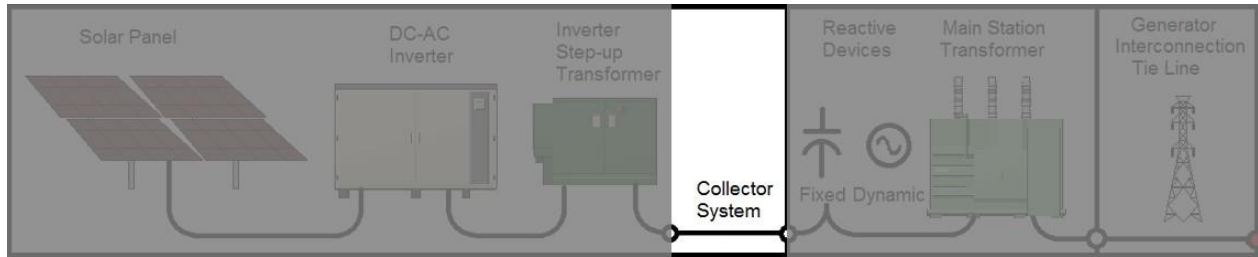 Solar Panel
DC-AC
Inverter
Inverter
Step-up
Transformer
Collector
System
Reactive
Devices
Fixed Dynamic
Main Station
Transformer
Generator
Interconnection
Tie Line